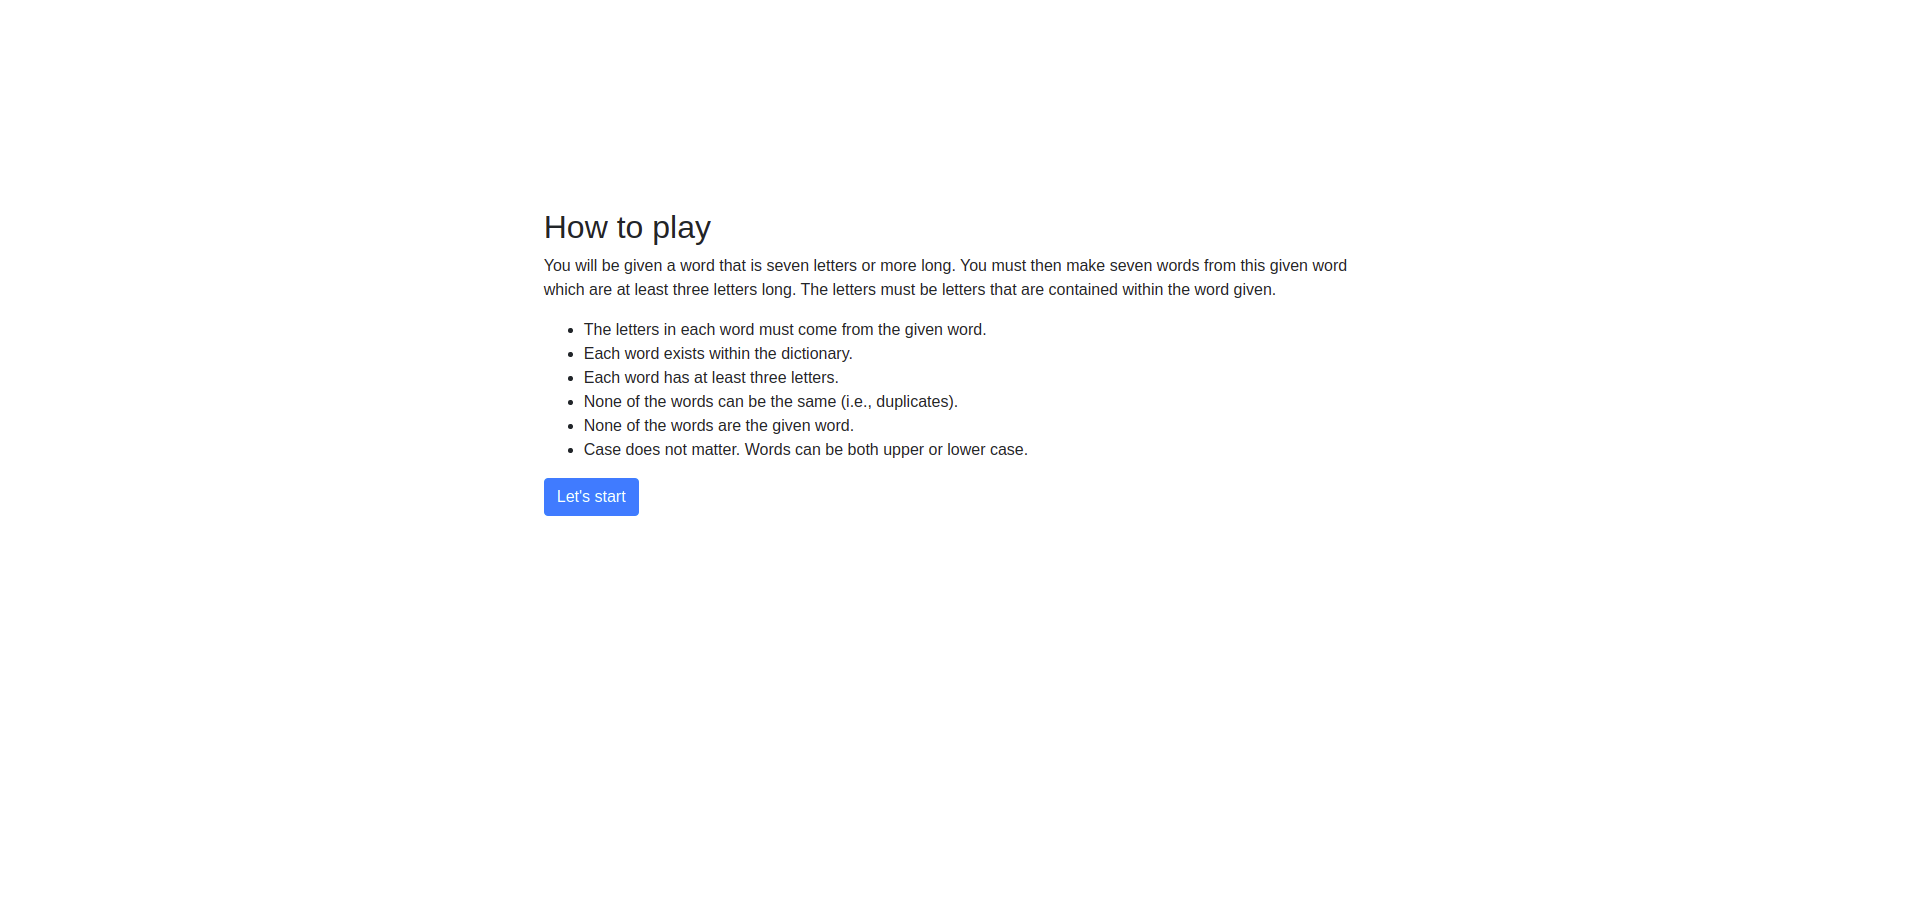 How to play
You will be given a word that is seven letters or more long. You must then make seven words from this given word
which are at least three letters long. The letters must be letters that are contained within the word given.
The letters in each word must come from the given word.
Each word exists within the dictionary.
Each word has at least three letters.
None of the words can be the same (i.e., duplicates).
None of the words are the given word.
Case does not matter. Words can be both upper or lower case.
Let's start